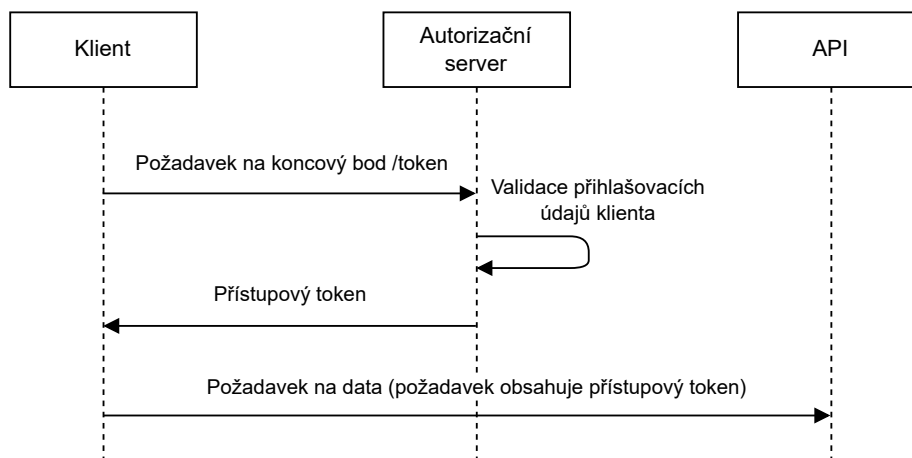 Klient
Autorizační
server
API
Požadavek na koncový bod /token
Validace přihlašovacích
údajů klienta
Přístupový token
Požadavek na data (požadavek obsahuje přístupový token)